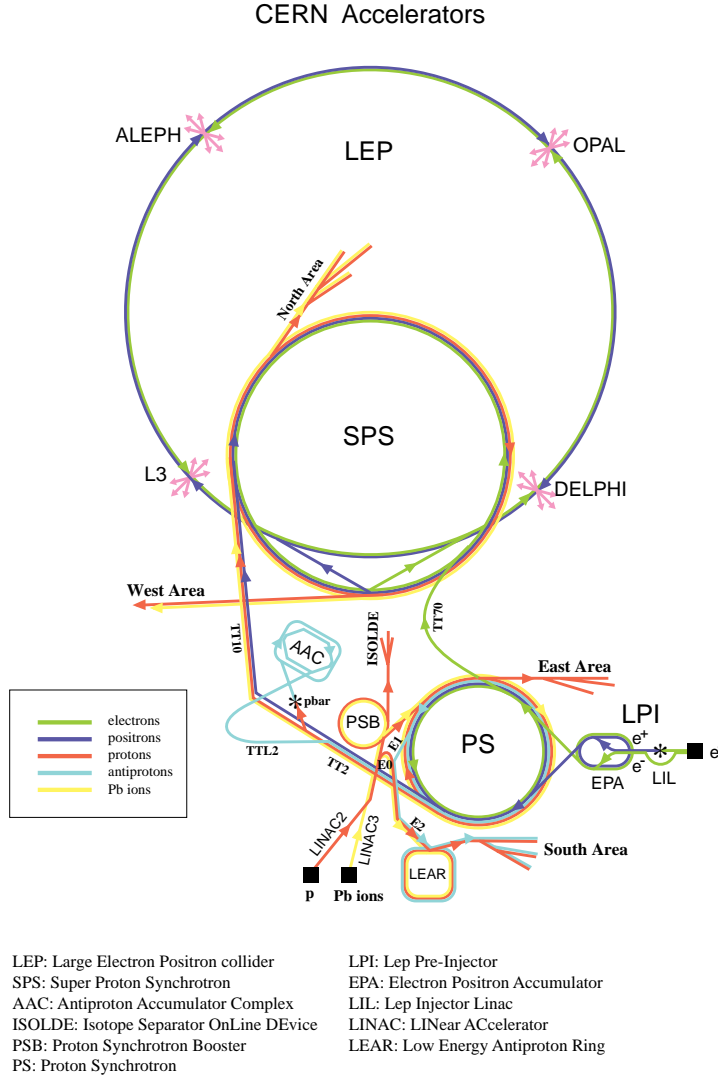 CERN Accelerators
ALEPH
LEP
OPAL
North Area
SPS
L3
DELPHI
West Area
TT10
TT70
ISOLDE
AAC
East Area
*pbar
PSB
LPI
electrons
positrons
protons
antiprotons
Pb ions
TTL2
TT2
E0
E1
PS
e+
e-
*
e
EPA
LIL
LINAC2
LINAC3
E2
South Area
LEAR
p
Pb ions
LEP: Large Electron Positron collider
SPS: Super Proton Synchrotron
AAC: Antiproton Accumulator Complex
ISOLDE: Isotope Separator OnLine DEvice
PSB: Proton Synchrotron Booster
PS: Proton Synchrotron
LPI: Lep Pre-Injector
EPA: Electron Positron Accumulator
LIL: Lep Injector Linac
LINAC: LINear ACcelerator
LEAR: Low Energy Antiproton Ring